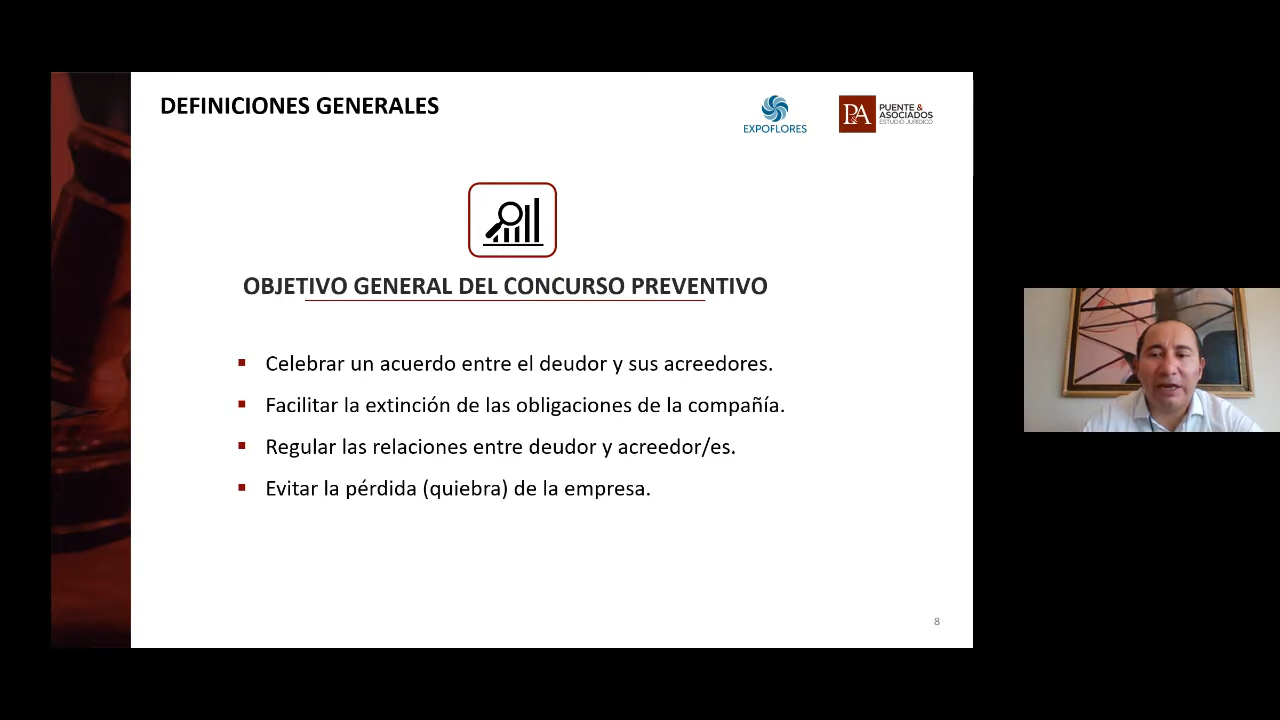 DEFINICIONES GENERALES
EXPOFLORES
PA
PUENTE &
ASOCIADOS
ESTUDIO JURÍDICO
OBJETIVO GENERAL DEL CONCURSO PREVENTIVO
▪ Celebrar un acuerdo entre el deudor y sus acreedores.
▪ Facilitar la extinción de las obligaciones de la compañía.
▪ Regular las relaciones entre deudor y acreedor/es.
▪ Evitar la pérdida (quiebra) de la empresa.
8